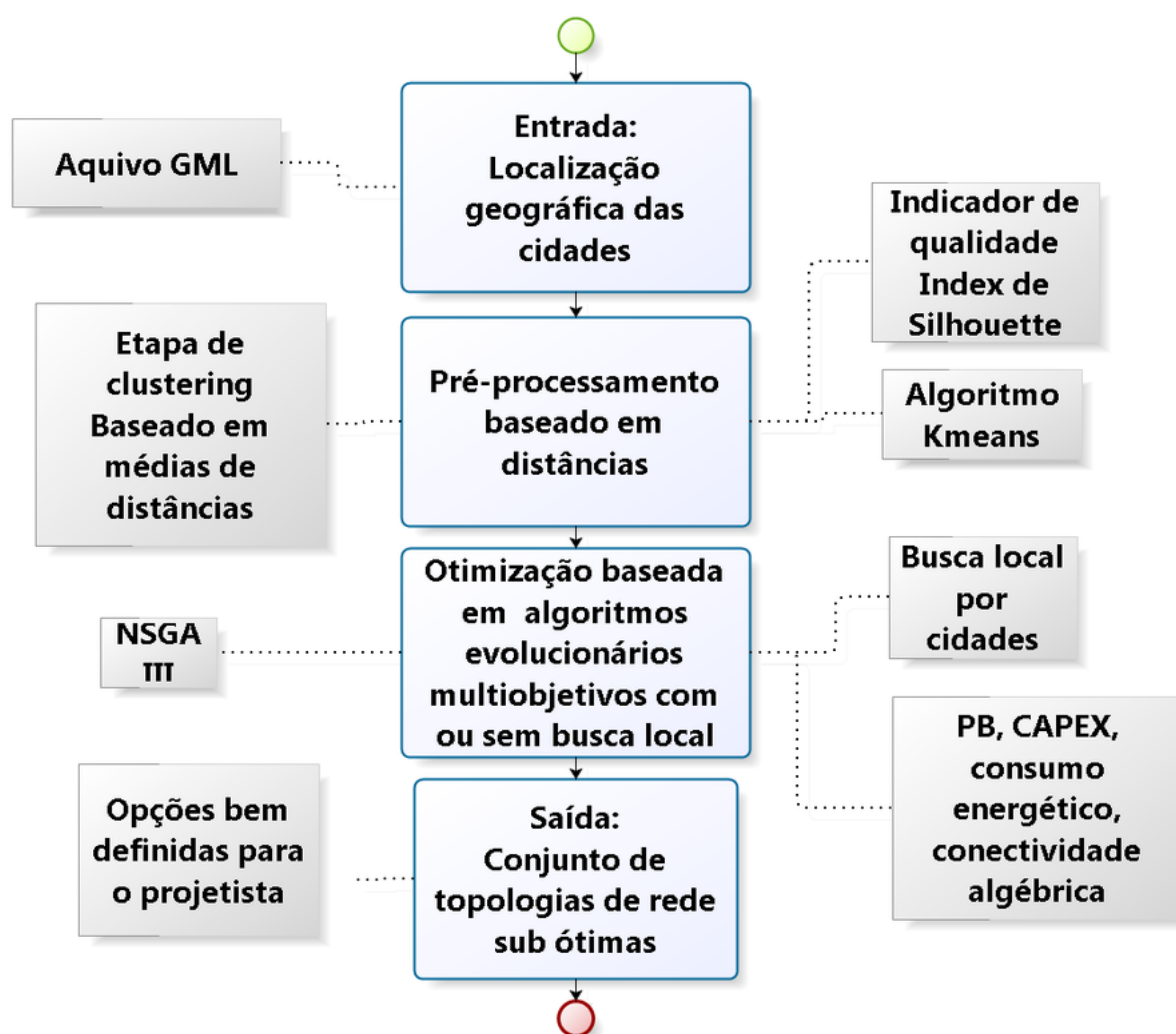 Entrada:
Localização
geográfica das
cidades
Aquivo GML
Indicador de
qualidade
Index de
Silhouette
Etapa de
clustering
Baseado em
médias de
distâncias
Pré-processamento
baseado em
distâncias
Algoritmo
Kmeans
Otimização baseada
em algoritmos
evolucionários
multiobjetivos com
ou sem busca local
Busca local
por
cidades
NSGA
III
PB, CAPEX,
consumo
energético,
conectividade
algébrica
Opções bem
definidas para
o projetista
Saída:
Conjunto de
topologias de rede
sub ótimas